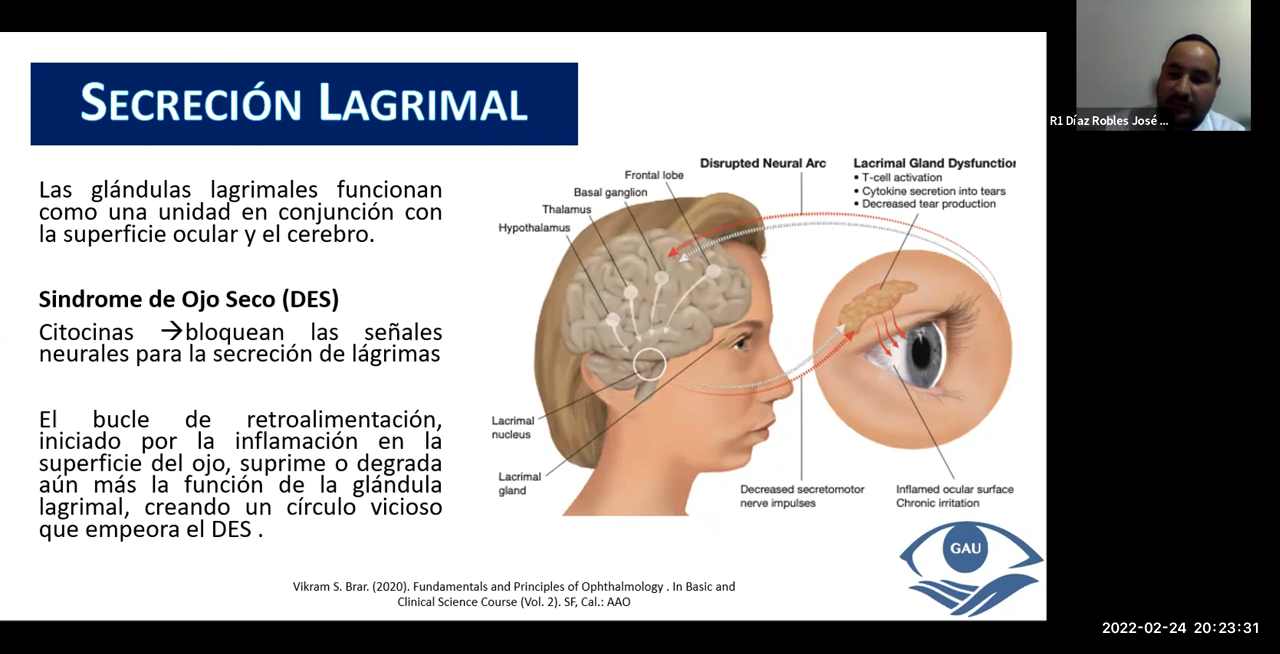 SECRECIÓN LAGRIMAL
Las glándulas lagrimales funcionan
como una unidad en conjunción con
la superficie ocular y el cerebro.
Sindrome de Ojo Seco (DES)
Citocinas →bloquean las señales
neurales para la secreción de lágrimas
El bucle de retroalimentación,
iniciado por la inflamación en la
superficie del ojo, suprime o degrada
aún más la función de la glándula
lagrimal, creando un círculo vicioso
que empeora el DES .
Disrupted Neural Arc
Lacrimal Gland Dysfunction
• T-cell activation
• Cytokine secretion into tears
• Decreased tear production
Frontal lobe
Basal ganglion
Thalamus
Hypothalamus
Lacrimal
nucleus
Lacrimal
gland
Decreased secretomotor
nerve impulses
Inflamed ocular surface
Chronic irritation
GAU
Vikram S. Brar. (2020). Fundamentals and Principles of Ophthalmology . In Basic and
Clinical Science Course (Vol. 2). SF, Cal.: AAO
R1 Díaz Robles José ...
2022-02-24 20:23:31